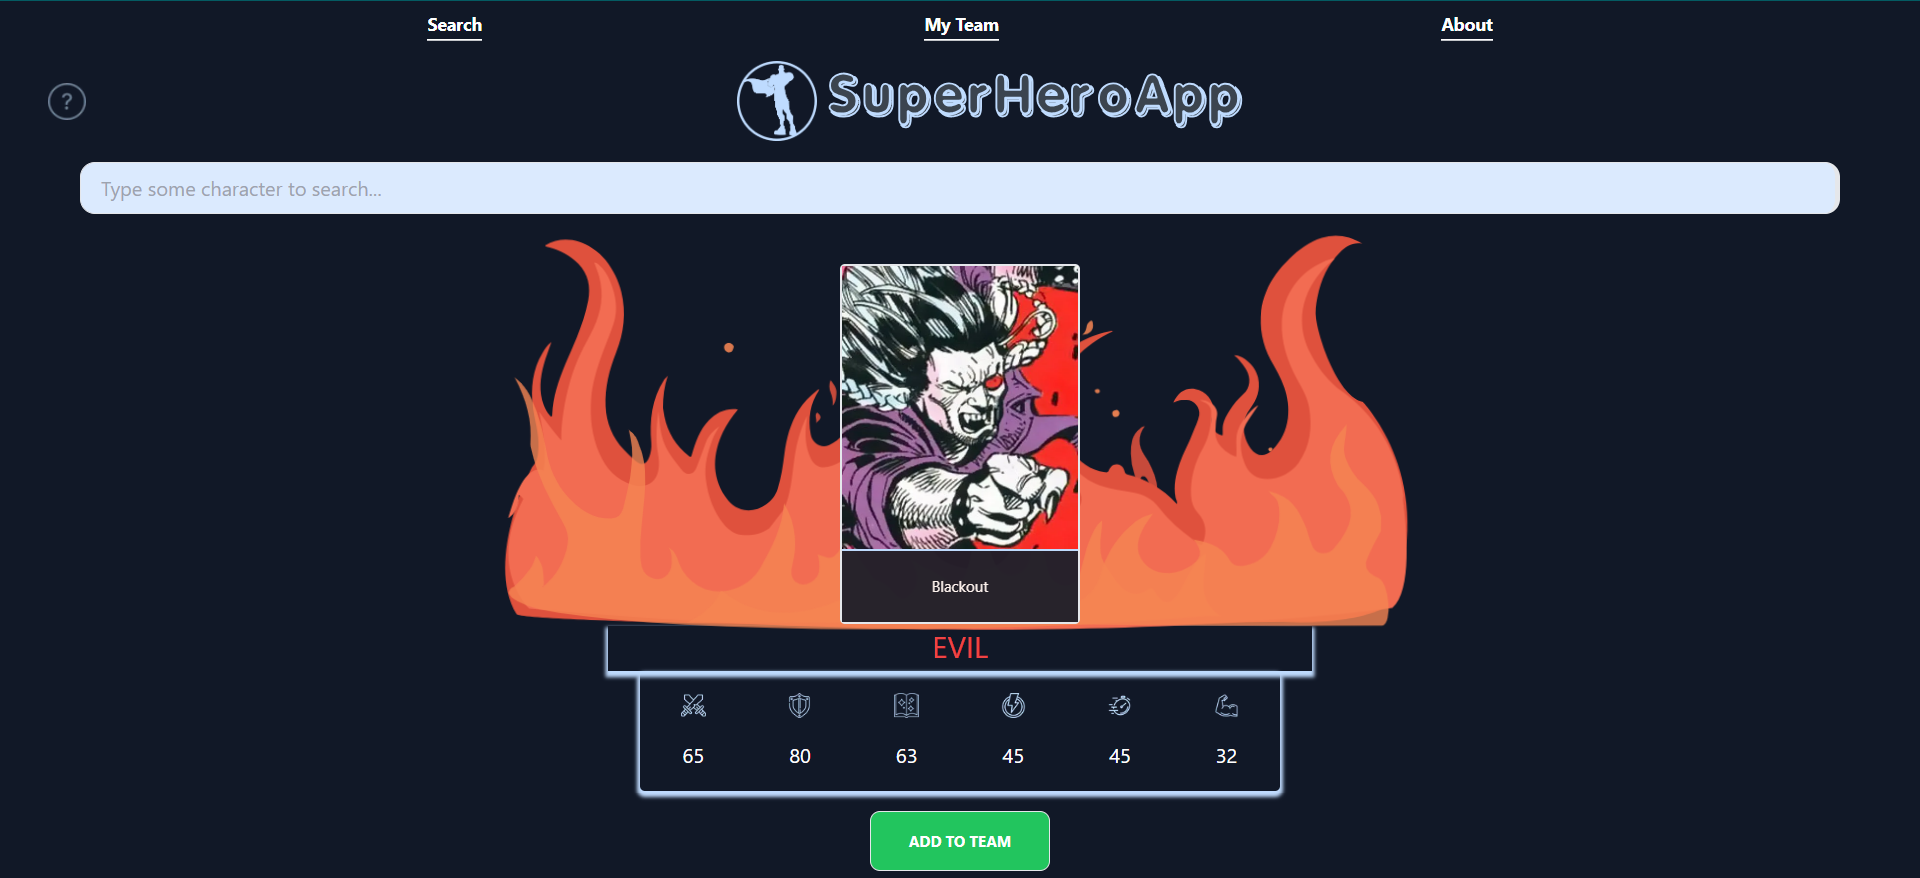 Search My Team About
?
SuperHeroApp
Type some character to search...
Blackout
EVIL
65 80 63 45 45 32
ADD TO TEAM